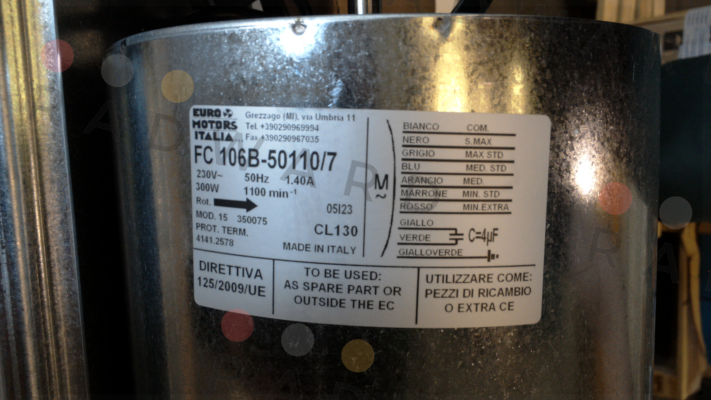 EURO
MOTORS
ITALIA
Grezzago (MI), via Umbria 11
Tel. +390290969994
Fax +390290967035
FC 106B-50110/7
230V~ 50Hz 1.40A
300W 1100 min-1
Rot.
05I23
MOD. 15 350075
CL130
PROT. TERM.
4141.2578
MADE IN ITALY
M
~
BIANCO COM.
NERO S.MAX
GRIGIO MAX STD
BLU MED. STD
ARANCIO MED.
MARRONE MIN. STD
ROSSO MIN.EXTRA
GIALLO
VERDE C=4µF
GIALLOVERDE
DIRETTIVA
125/2009/UE
TO BE USED:
AS SPARE PART OR
OUTSIDE THE EC
UTILIZZARE COME:
PEZZI DI RICAMBIO
O EXTRA CE